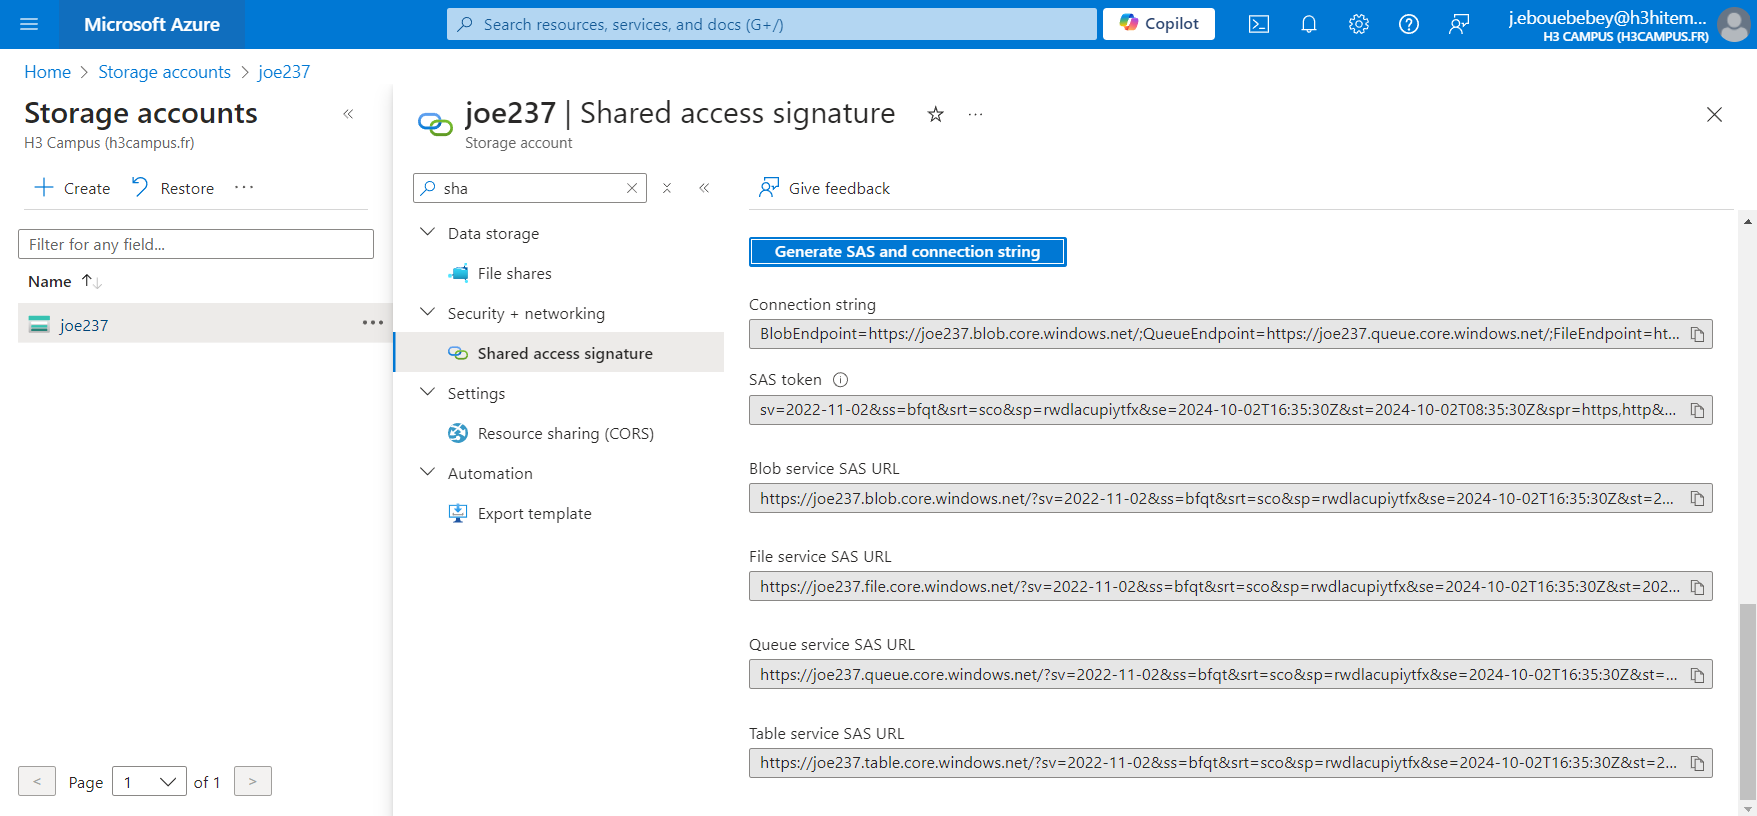 Microsoft Azure
Search resources, services, and docs (G+/)
Copilot
j.ebouebebey@h3hitem...
H3 CAMPUS (H3CAMPUS.FR)
Home > Storage accounts > joe237
Storage accounts
H3 Campus (h3campus.fr)
Create
Restore
Filter for any field...
Name
joe237
Page 1 of 1
joe237 | Shared access signature
Storage account
sha
Data storage
File shares
Security + networking
Shared access signature
Settings
Resource sharing (CORS)
Automation
Export template
Give feedback
Generate SAS and connection string
Connection string
BlobEndpoint=https://joe237.blob.core.windows.net/;QueueEndpoint=https://joe237.queue.core.windows.net/;FileEndpoint=ht...
SAS token
sv=2022-11-02&ss=bfqt&srt=sco&sp=rwdlacupiytfx&se=2024-10-02T16:35:30Z&st=2024-10-02T08:35:30Z&spr=https,http&...
Blob service SAS URL
https://joe237.blob.core.windows.net/?sv=2022-11-02&ss=bfqt&srt=sco&sp=rwdlacupiytfx&se=2024-10-02T16:35:30Z&st=2...
File service SAS URL
https://joe237.file.core.windows.net/?sv=2022-11-02&ss=bfqt&srt=sco&sp=rwdlacupiytfx&se=2024-10-02T16:35:30Z&st=202...
Queue service SAS URL
https://joe237.queue.core.windows.net/?sv=2022-11-02&ss=bfqt&srt=sco&sp=rwdlacupiytfx&se=2024-10-02T16:35:30Z&st=...
Table service SAS URL
https://joe237.table.core.windows.net/?sv=2022-11-02&ss=bfqt&srt=sco&sp=rwdlacupiytfx&se=2024-10-02T16:35:30Z&st=2...